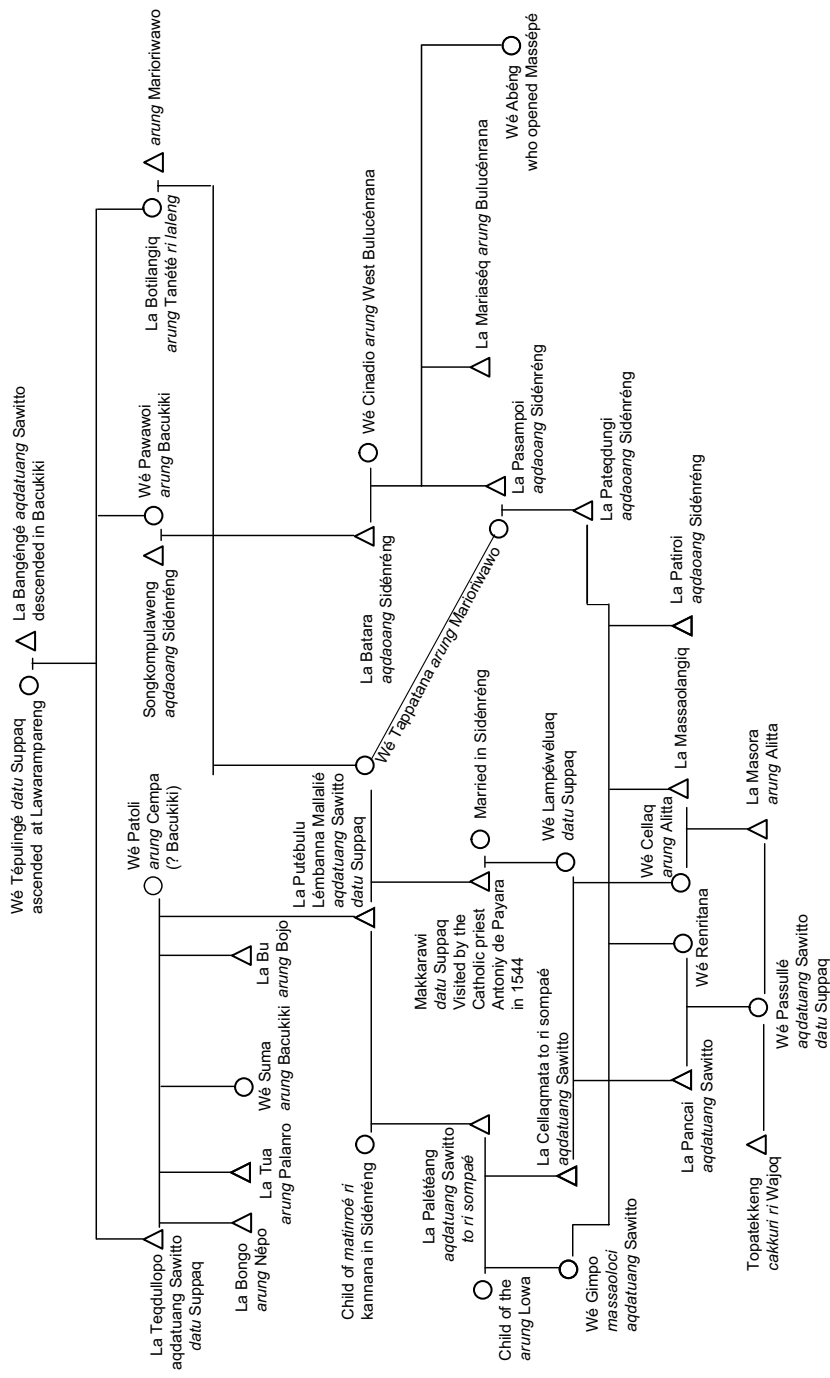 Wé Tépulingé datu Suppaq
ascended at Lawarampareng
La Bangéngé aqdatuang Sawitto
descended in Bacukiki
La Teqdullopo
aqdatuang Sawitto
datu Suppaq
Wé Patoli
arung Cempa
(? Bacukiki)
Songkompulaweng
aqdaoang Sidénréng
Wé Pawawoi
arung Bacukiki
La Botilangiq
arung Tanété ri laleng
arung Marioriwawo
La Bongo
arung Népo
La Tua
arung Palanro
Wé Suma
arung Bacukiki
La Bu
arung Bojo
Child of matinroé ri
kannana in Sidénréng
La Putébulu
Lémbanna Mallalié
aqdatuang Sawitto
datu Suppaq
Wé Tappatana arung Marioriwawo
La Batara
aqdaoang Sidénréng
Wé Cinadio arung West Bulucénrana
La Palétéang
aqdatuang Sawitto
to ri sompaé
Makkarawi
datu Suppaq
Visited by the
Catholic priest
Antoniy de Payara
in 1544
Married in Sidénréng
La Pasampoi
aqdaoang Sidénréng
La Mariaséq arung Bulucénrana
Wé Abéng
who opened Massépé
Child of the
arung Lowa
La Cellaqmata to ri sompaé
aqdatuang Sawitto
Wé Lampéwéluaq
datu Suppaq
La Pateqdungi
aqdaoang Sidénréng
Wé Gimpo
massaoloci
aqdatuang Sawitto
La Pancai
aqdatuang Sawitto
Wé Renritana
Wé Cellaq
arung Alitta
La Massaolangiq
La Patiroi
aqdaoang Sidénréng
Topatekkeng
cakkuri ri Wajoq
Wé Passullé
aqdatuang Sawitto
datu Suppaq
La Masora
arung Alitta